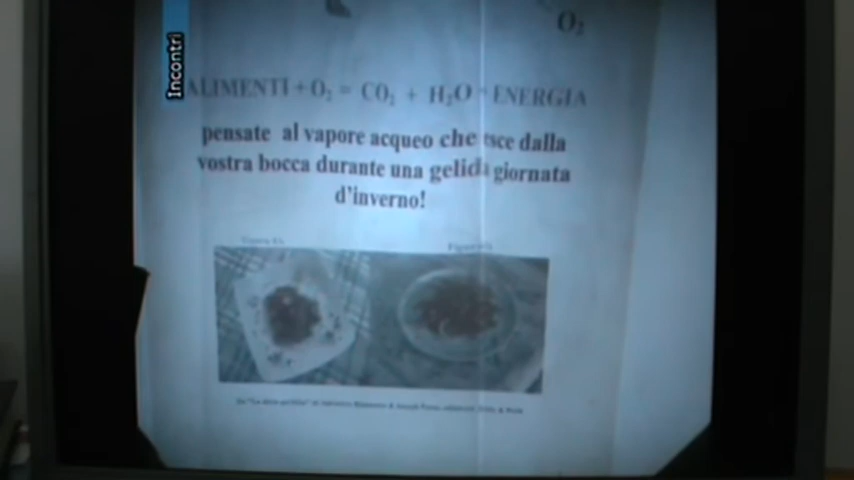 O₂
Incontri
ALIMENTI + O₂ = CO₂ + H₂O + ENERGIA
pensate al vapore acqueo che esce dalla
vostra bocca durante una gelida giornata
d'inverno!